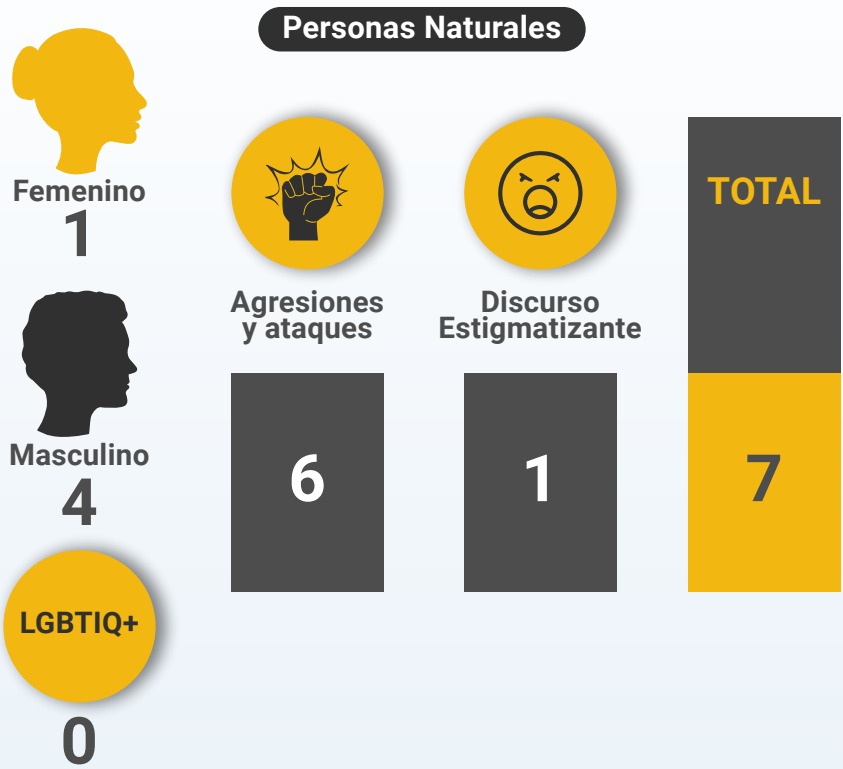 Personas Naturales
Femenino
1
Masculino
4
LGBTIQ+
0
Agresiones
y ataques
6
Discurso
Estigmatizante
1
TOTAL
7